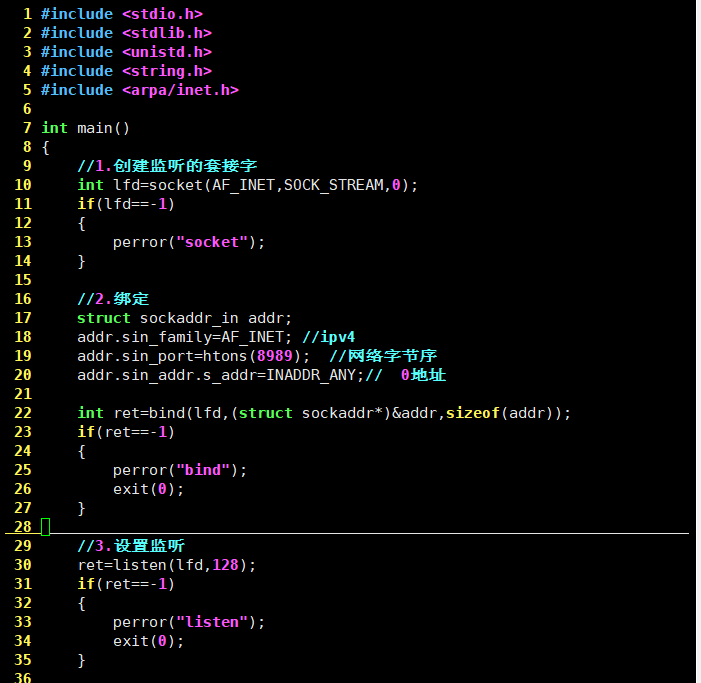 1 #include <stdio.h>
2 #include <stdlib.h>
3 #include <unistd.h>
4 #include <string.h>
5 #include <arpa/inet.h>
6
7 int main()
8 {
9     //1.创建监听的套接字
10     int lfd=socket(AF_INET,SOCK_STREAM,0);
11     if(lfd==-1)
12     {
13         perror("socket");
14     }
15
16     //2.绑定
17     struct sockaddr_in addr;
18     addr.sin_family=AF_INET; //ipv4
19     addr.sin_port=htons(8989);  //网络字节序
20     addr.sin_addr.s_addr=INADDR_ANY;//  0地址
21
22     int ret=bind(lfd,(struct sockaddr*)&addr,sizeof(addr));
23     if(ret==-1)
24     {
25         perror("bind");
26         exit(0);
27     }
28
29     //3.设置监听
30     ret=listen(lfd,128);
31     if(ret==-1)
32     {
33         perror("listen");
34         exit(0);
35     }
36